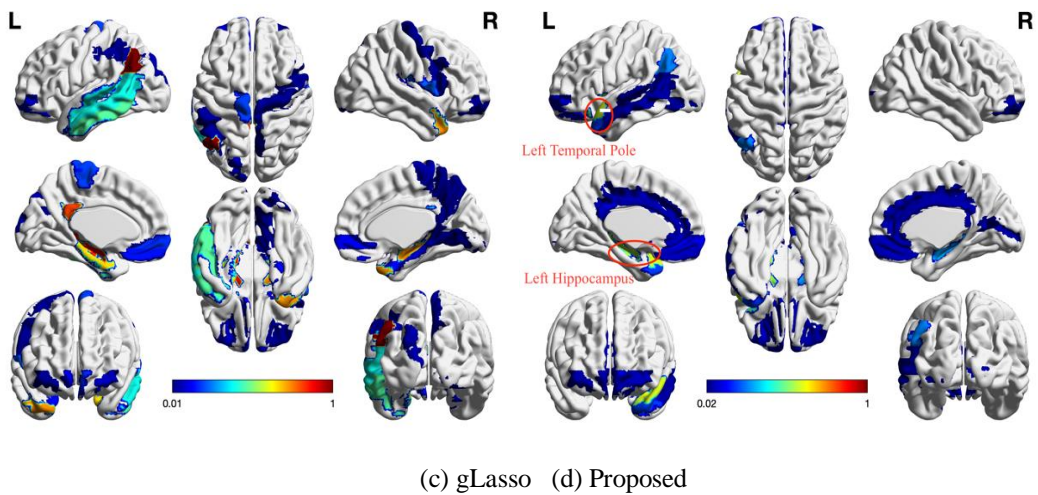 L R L R
Left Temporal Pole
Left Hippocampus
0.01 1 0.02 1
(c) gLasso (d) Proposed